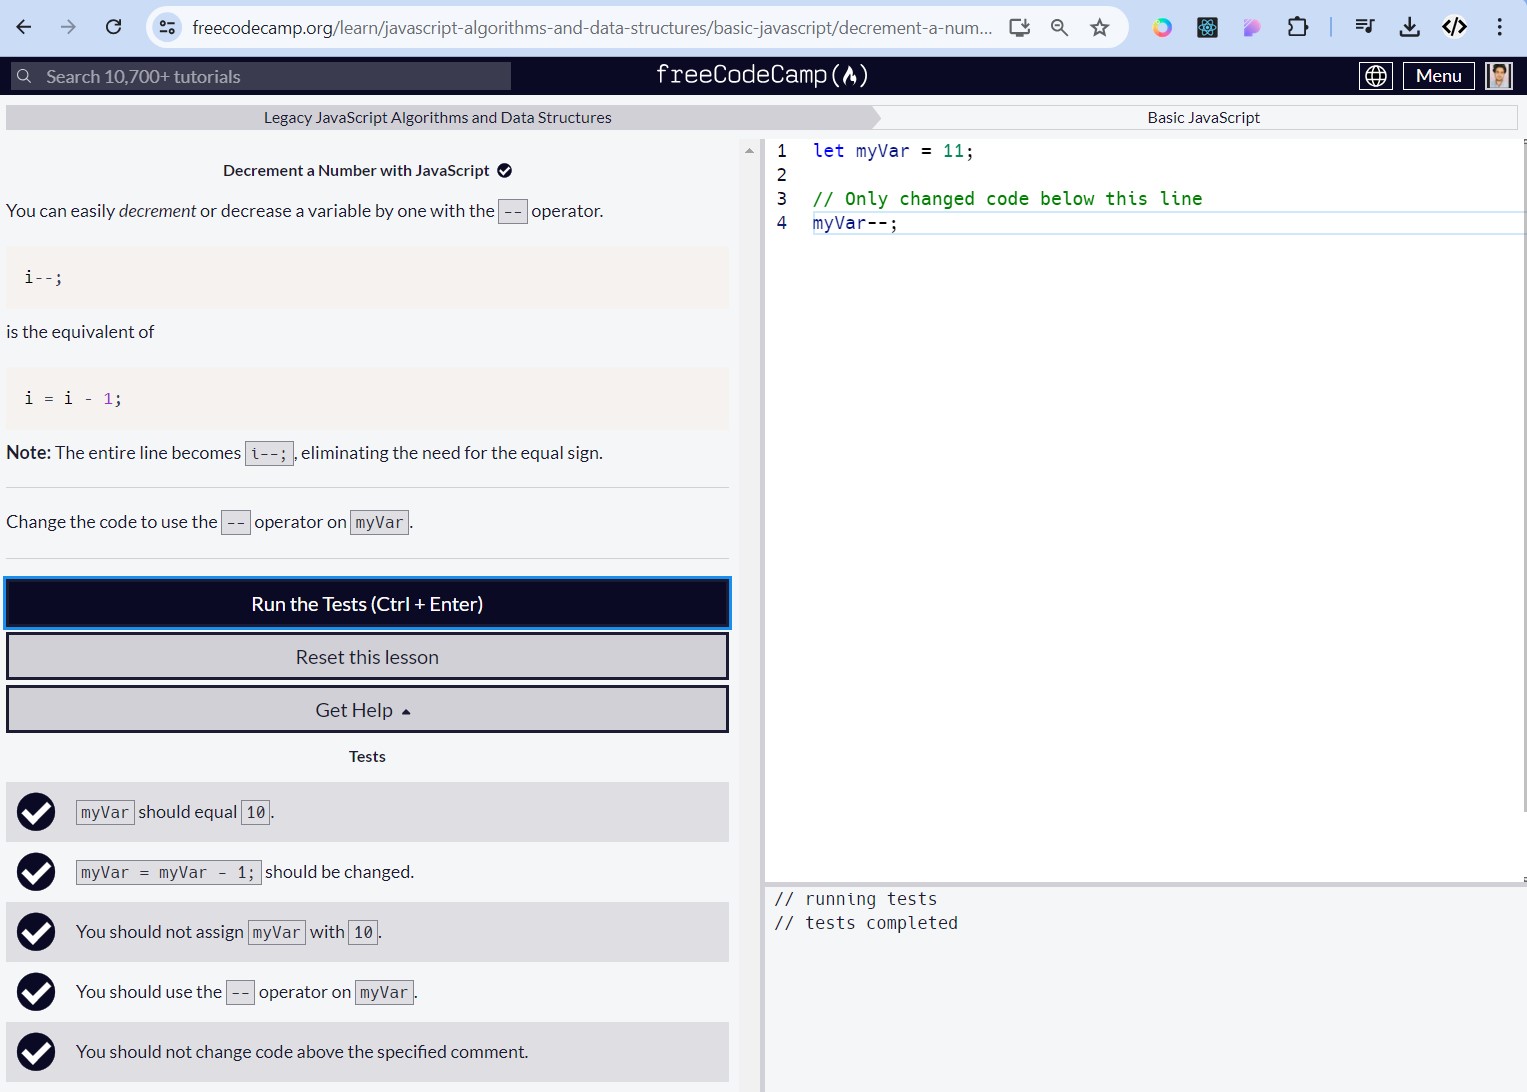 freecodecamp.org/learn/javascript-algorithms-and-data-structures/basic-javascript/decrement-a-num...
Search 10,700+ tutorials
freeCodeCamp
Menu
Legacy JavaScript Algorithms and Data Structures
Basic JavaScript
Decrement a Number with JavaScript
You can easily decrement or decrease a variable by one with the -- operator.
i--;
is the equivalent of
i = i - 1;
Note: The entire line becomes i--;, eliminating the need for the equal sign.
Change the code to use the -- operator on myVar.
Run the Tests (Ctrl + Enter)
Reset this lesson
Get Help
Tests
myVar should equal 10.
myVar = myVar - 1; should be changed.
You should not assign myVar with 10.
You should use the -- operator on myVar.
You should not change code above the specified comment.
1 let myVar = 11;
2
3 // Only changed code below this line
4 myVar--;
// running tests
// tests completed